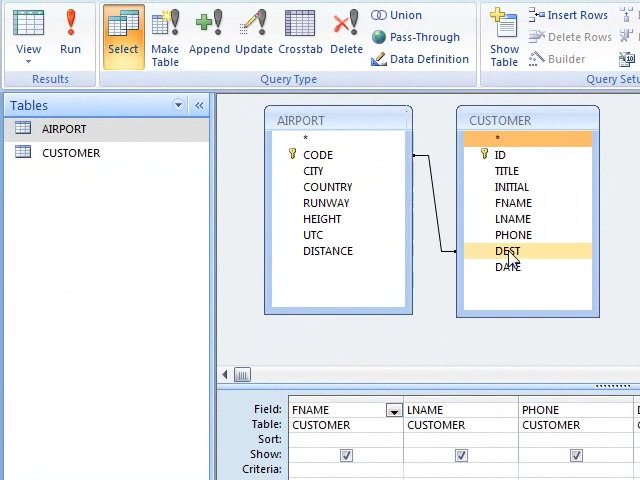 View
Run
Select
Make
Table
Append
Update
Crosstab
Delete
Union
Pass-Through
Data Definition
Show
Table
Insert Rows
Delete Rows
Builder
Results
Query Type
Query Setu
Tables
AIRPORT
CUSTOMER
AIRPORT
*
CODE
CITY
COUNTRY
RUNWAY
HEIGHT
UTC
DISTANCE
CUSTOMER
*
ID
TITLE
INITIAL
FNAME
LNAME
PHONE
DEST
DATE
Field: FNAME LNAME PHONE
Table: CUSTOMER CUSTOMER CUSTOMER
Sort:
Show:
Criteria: